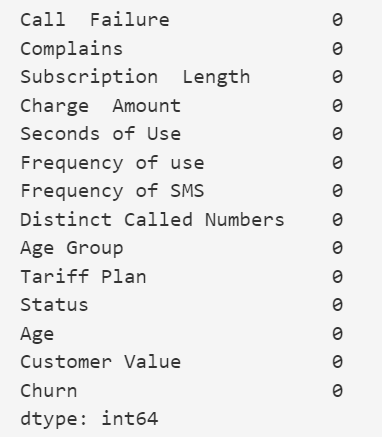 Call  Failure              0
Complains                  0
Subscription  Length       0
Charge  Amount             0
Seconds of Use             0
Frequency of use           0
Frequency of SMS           0
Distinct Called Numbers    0
Age Group                  0
Tariff Plan                0
Status                     0
Age                        0
Customer Value             0
Churn                      0
dtype: int64